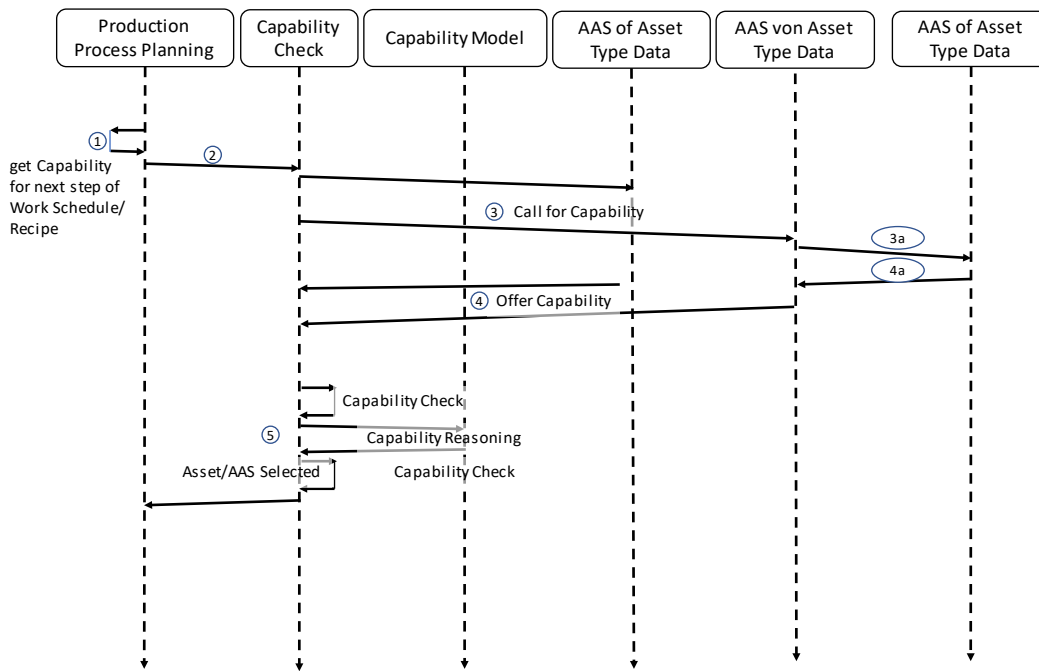 Production
Process Planning
Capability
Check
Capability Model
AAS of Asset
Type Data
AAS von Asset
Type Data
AAS of Asset
Type Data
1
get Capability
for next step of
Work Schedule/
Recipe
2
3 Call for Capability
3a
4a
4 Offer Capability
Capability Check
5
Capability Reasoning
Asset/AAS Selected
Capability Check